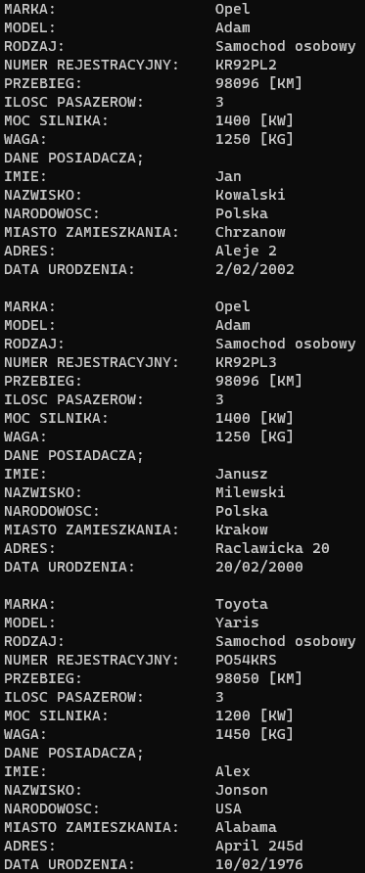 MARKA: Opel
MODEL: Adam
RODZAJ: Samochod osobowy
NUMER REJESTRACYJNY: KR92PL2
PRZEBIEG: 98096 [KM]
ILOSC PASAZEROW: 3
MOC SILNIKA: 1400 [KW]
WAGA: 1250 [KG]
DANE POSIADACZA;
IMIE: Jan
NAZWISKO: Kowalski
NARODOWOSC: Polska
MIASTO ZAMIESZKANIA: Chrzanow
ADRES: Aleje 2
DATA URODZENIA: 2/02/2002

MARKA: Opel
MODEL: Adam
RODZAJ: Samochod osobowy
NUMER REJESTRACYJNY: KR92PL3
PRZEBIEG: 98096 [KM]
ILOSC PASAZEROW: 3
MOC SILNIKA: 1400 [KW]
WAGA: 1250 [KG]
DANE POSIADACZA;
IMIE: Janusz
NAZWISKO: Milewski
NARODOWOSC: Polska
MIASTO ZAMIESZKANIA: Krakow
ADRES: Raclawicka 20
DATA URODZENIA: 20/02/2000

MARKA: Toyota
MODEL: Yaris
RODZAJ: Samochod osobowy
NUMER REJESTRACYJNY: PO54KRS
PRZEBIEG: 98050 [KM]
ILOSC PASAZEROW: 3
MOC SILNIKA: 1200 [KW]
WAGA: 1450 [KG]
DANE POSIADACZA;
IMIE: Alex
NAZWISKO: Jonson
NARODOWOSC: USA
MIASTO ZAMIESZKANIA: Alabama
ADRES: April 245d
DATA URODZENIA: 10/02/1976